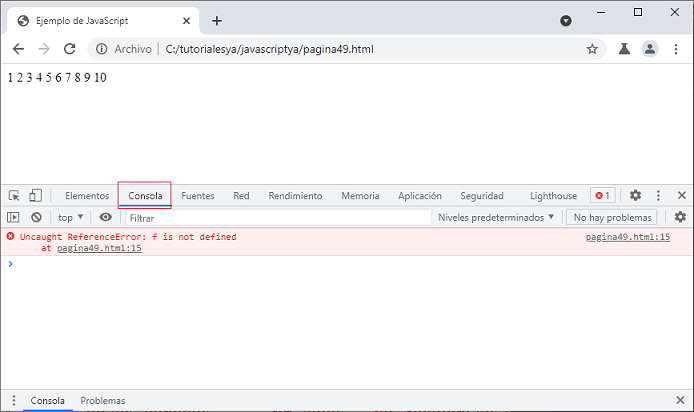 Ejemplo de JavaScript
Archivo C:/tutorialesya/javascriptya/pagina49.html
1 2 3 4 5 6 7 8 9 10
Elementos Consola Fuentes Red Rendimiento Memoria Aplicación Seguridad Lighthouse 1
top Filtrar Niveles predeterminados No hay problemas
Uncaught ReferenceError: f is not defined pagina49.html:15
at pagina49.html:15
Consola Problemas